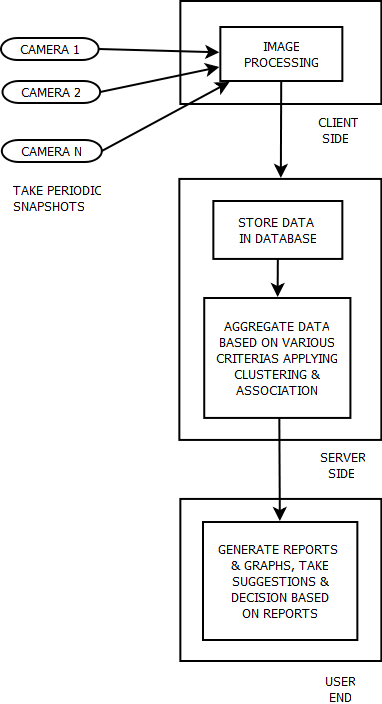 CAMERA 1
CAMERA 2
CAMERA N
TAKE PERIODIC
SNAPSHOTS
IMAGE
PROCESSING
CLIENT
SIDE
STORE DATA
IN DATABASE
AGGREGATE DATA
BASED ON VARIOUS
CRITERIAS APPLYING
CLUSTERING &
ASSOCIATION
SERVER
SIDE
GENERATE REPORTS
& GRAPHS, TAKE
SUGGESTIONS &
DECISION BASED
ON REPORTS
USER
END